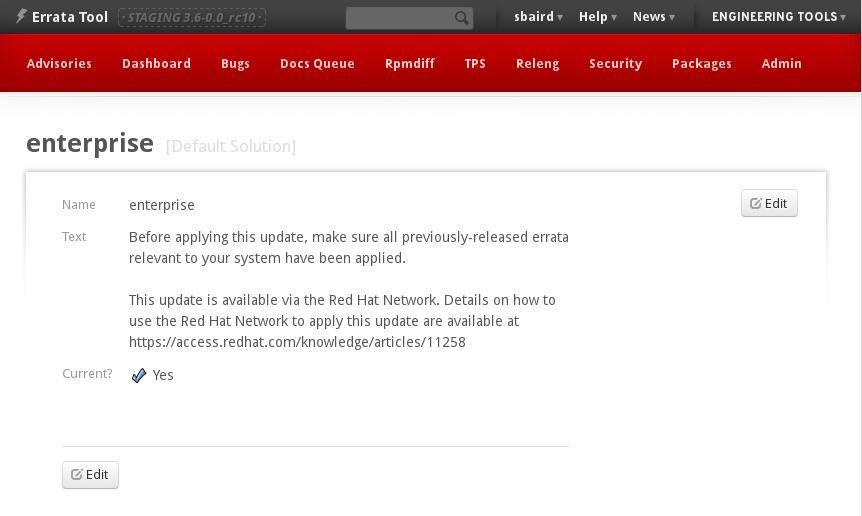 Errata Tool · STAGING 3.6-0.0_rc10 · sbaird ▾ Help ▾ News ▾ ENGINEERING TOOLS ▾
Advisories Dashboard Bugs Docs Queue Rpmdiff TPS Releng Security Packages Admin
enterprise [Default Solution]
Name enterprise Edit
Text Before applying this update, make sure all previously-released errata
relevant to your system have been applied.
This update is available via the Red Hat Network. Details on how to
use the Red Hat Network to apply this update are available at
https://access.redhat.com/knowledge/articles/11258
Current? Yes
Edit